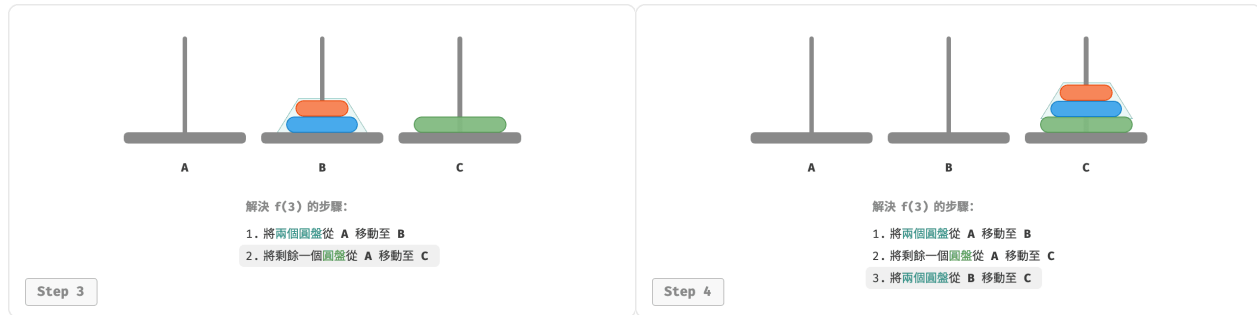 A B C
解決 f(3) 的步驟：
1. 將兩個圓盤從 A 移動至 B
2. 將剩餘一個圓盤從 A 移動至 C
Step 3
A B C
解決 f(3) 的步驟：
1. 將兩個圓盤從 A 移動至 B
2. 將剩餘一個圓盤從 A 移動至 C
3. 將兩個圓盤從 B 移動至 C
Step 4